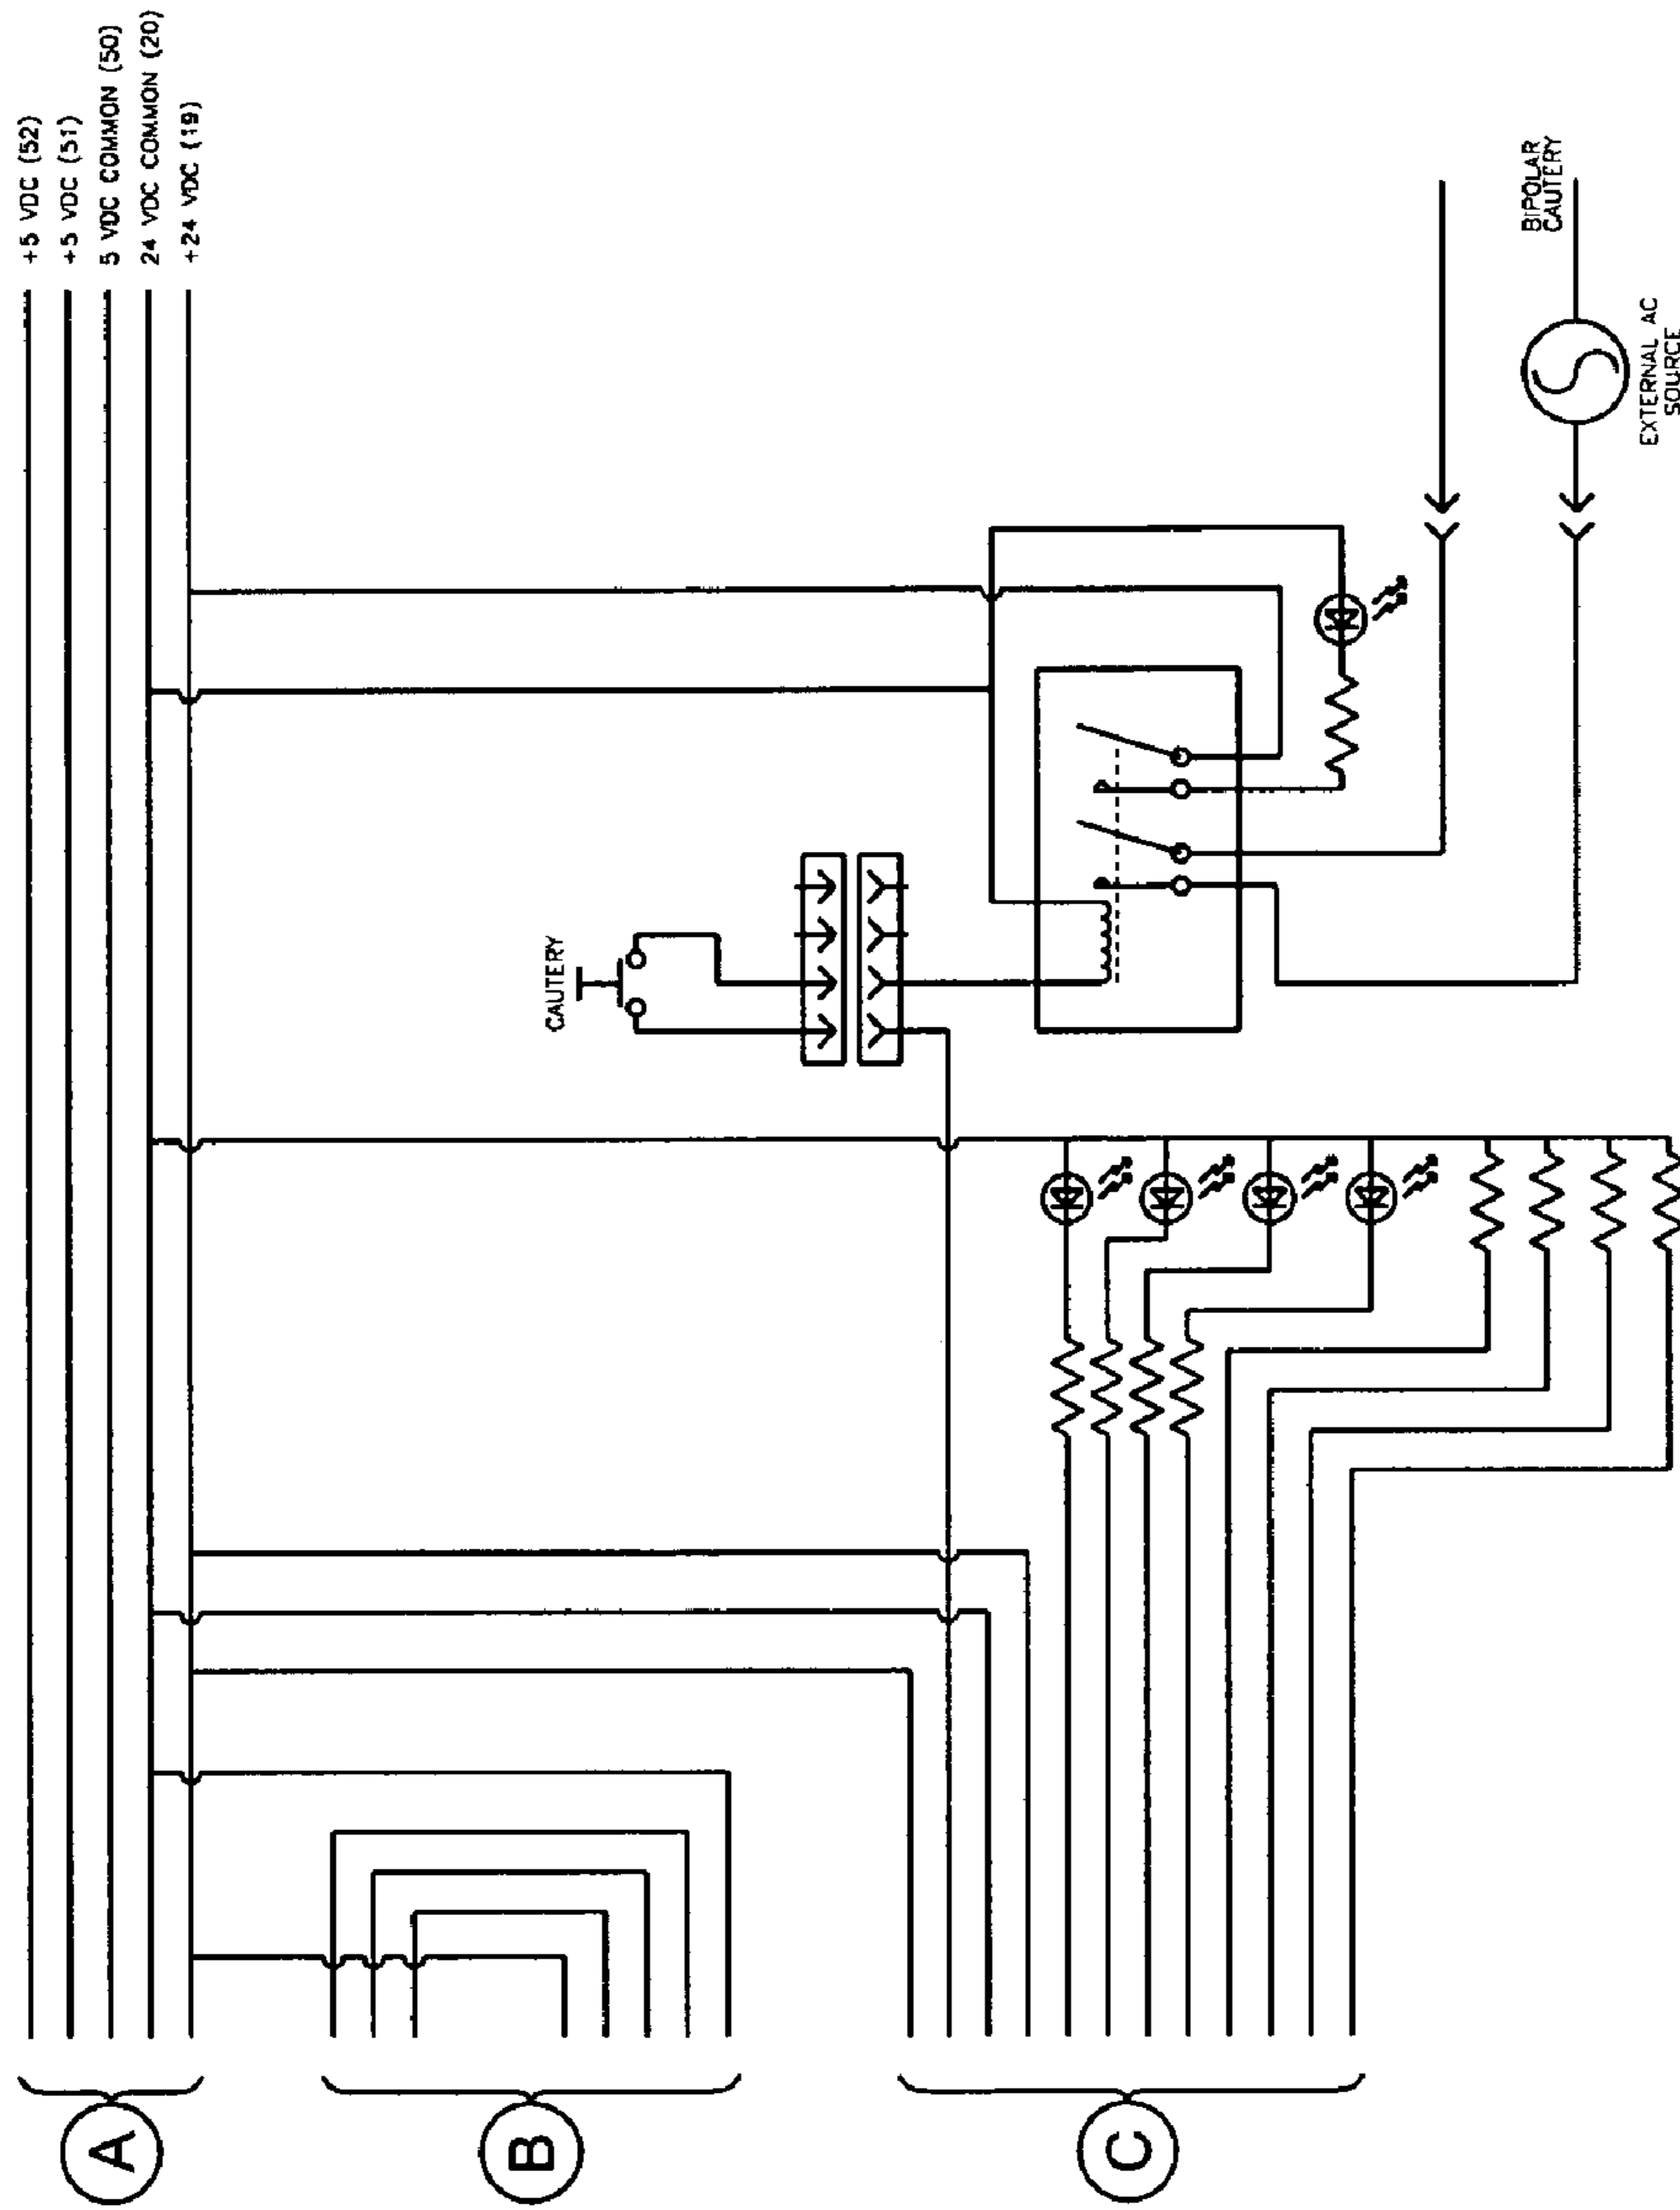 +5 VDC (52)
+5 VDC (51)
5 VDC COMMON (50)
24 VDC COMMON (20)
+24 VDC (19)
CAUTERY
BIPOLAR
CAUTERY
EXTERNAL AC
SOURCE
A
B
C